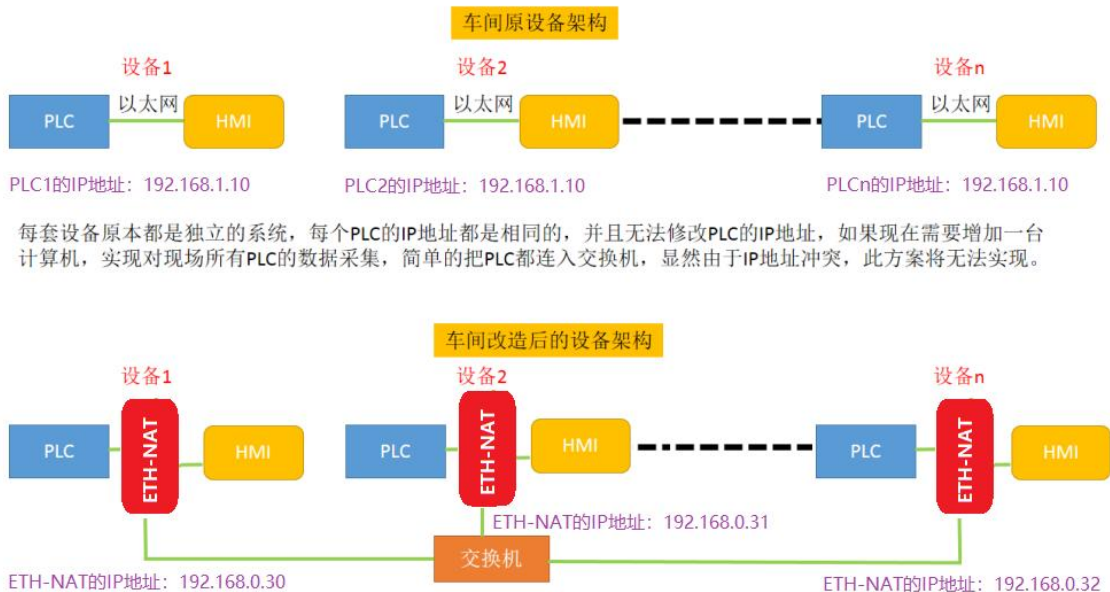 车间原设备架构
设备1
设备2
设备n
PLC
以太网
HMI
PLC
以太网
HMI
PLC
以太网
HMI
PLC1的IP地址：192.168.1.10
PLC2的IP地址：192.168.1.10
PLCn的IP地址：192.168.1.10
每套设备原本都是独立的系统，每个PLC的IP地址都是相同的，并且无法修改PLC的IP地址，如果现在需要增加一台
计算机，实现对现场所有PLC的数据采集，简单的把PLC都连入交换机，显然由于IP地址冲突，此方案将无法实现。
车间改造后的设备架构
设备1
设备2
设备n
PLC
ETH-NAT
HMI
PLC
ETH-NAT
HMI
PLC
ETH-NAT
HMI
ETH-NAT的IP地址：192.168.0.31
交换机
ETH-NAT的IP地址：192.168.0.30
ETH-NAT的IP地址：192.168.0.32